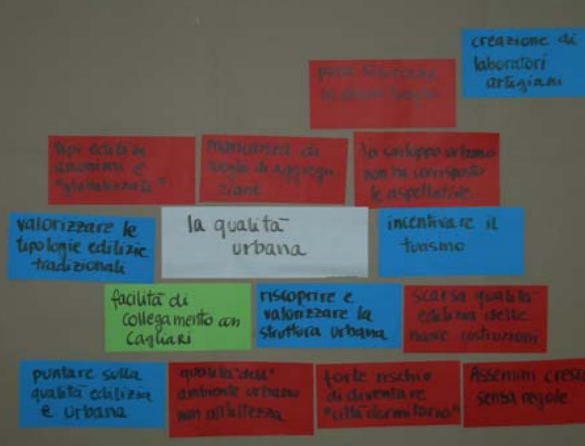 creazione di
laboratori
artigiani
tipi edilizi
anonimi e
"globalizzati"
mancanza di
luoghi di aggrega
zione
lo sviluppo urbano
non ha corrisposto
le aspettative
valorizzare le
tipologie edilizie
tradizionali
la qualità
urbana
incentivare il
turismo
facilità di
collegamento con
Cagliari
riscoprire e
valorizzare la
struttura urbana
scarsa qualità
edilizia delle
nuove costruzioni
puntare sulla
qualità edilizia
e urbana
qualità dell'
ambiente urbano
non all'altezza
forte rischio
di diventare
"città dormitorio"
Assemini cresce
senza regole